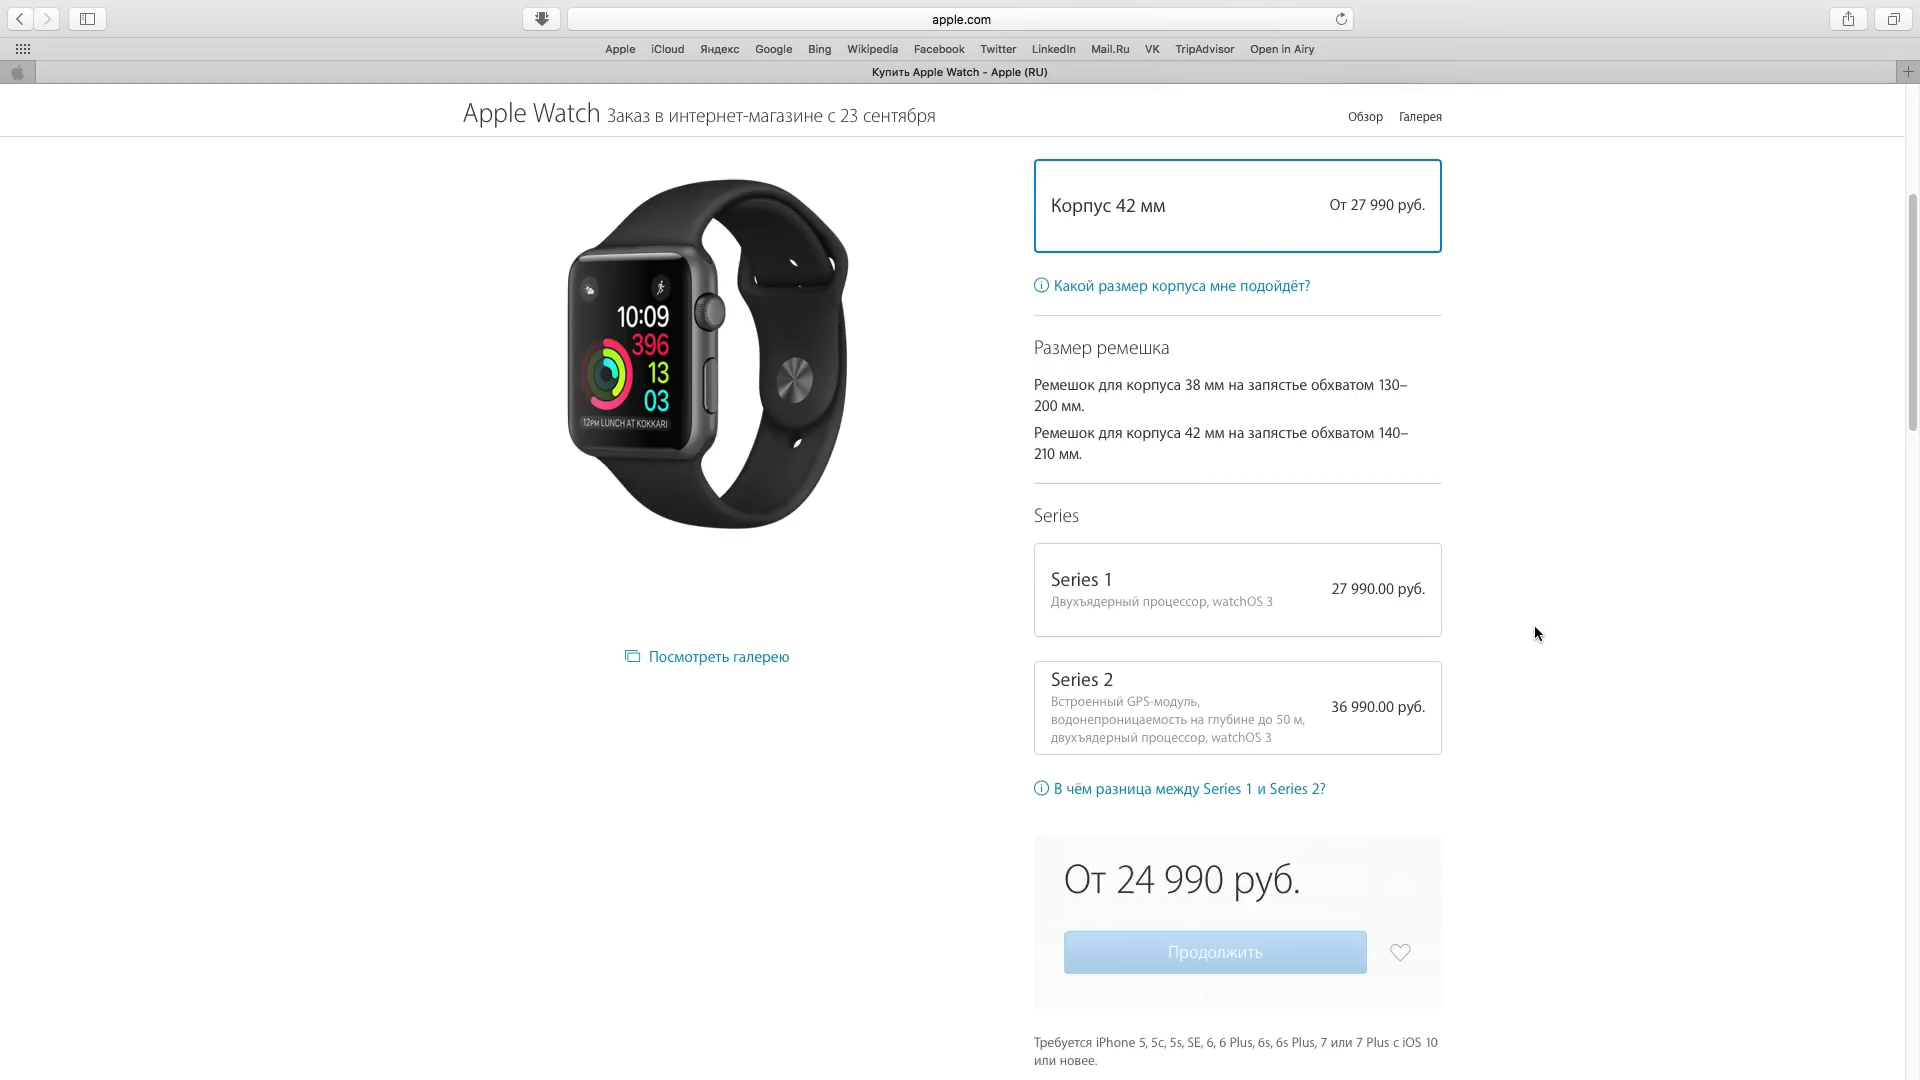 apple.com
Apple iCloud Яндекс Google Bing Wikipedia Facebook Twitter LinkedIn Mail.Ru VK TripAdvisor Open in Airy
Купить Apple Watch - Apple (RU)
Apple Watch Заказ в интернет-магазине с 23 сентября
Обзор Галерея
Корпус 42 мм От 27 990 руб.
Какой размер корпуса мне подойдёт?
10:09
396
13
03
12PM LUNCH AT KOKKARI
Посмотреть галерею
Размер ремешка
Ремешок для корпуса 38 мм на запястье обхватом 130–
200 мм.
Ремешок для корпуса 42 мм на запястье обхватом 140–
210 мм.
Series
Series 1
Двухъядерный процессор, watchOS 3
27 990.00 руб.
Series 2
Встроенный GPS-модуль,
водонепроницаемость на глубине до 50 м,
двухъядерный процессор, watchOS 3
36 990.00 руб.
В чём разница между Series 1 и Series 2?
От 24 990 руб.
Продолжить
Требуется iPhone 5, 5c, 5s, SE, 6, 6 Plus, 6s, 6s Plus, 7 или 7 Plus с iOS 10
или новее.